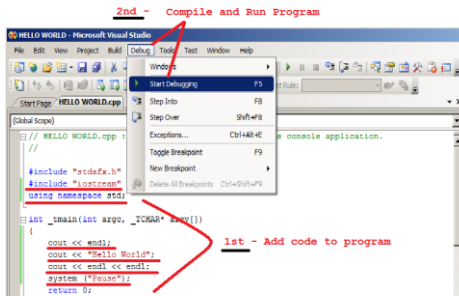 2nd - Compile and Run Program
HELLO WORLD - Microsoft Visual Studio
File Edit View Project Build Debug Tools Test Window Help
Windows
Start Debugging F5
Step Into F8
Step Over Shift+F8
Exceptions... Ctrl+Alt+E
Toggle Breakpoint F9
New Breakpoint
Delete All Breakpoints Ctrl+Shift+F9
Rule:
Start Page HELLO WORLD.cpp
(Global Scope)
// HELLO WORLD.cpp : e console application.
//
#include "stdafx.h"
#include "iostream"
using namespace std;
int _tmain(int argc, _TCHAR* argv[])
{
cout << endl;
cout << "Hello World";
cout << endl << endl;
system ("Pause");
return 0;
1st - Add code to program